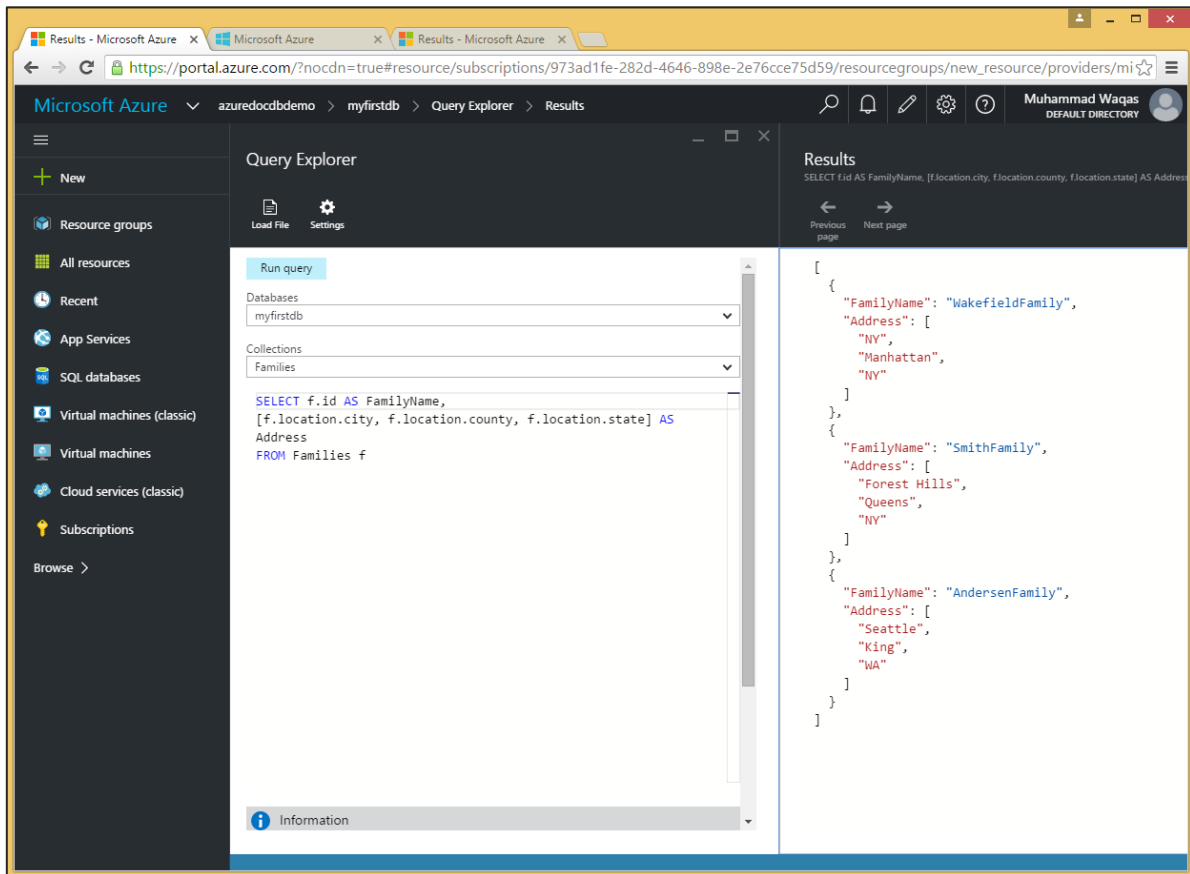 Results - Microsoft Azure
Microsoft Azure
Results - Microsoft Azure
https://portal.azure.com/?nocdn=true#resource/subscriptions/973ad1fe-282d-4646-898e-2e76cce75d59/resourcegroups/new_resource/providers/mi
Microsoft Azure azuredocdbdemo > myfirstdb > Query Explorer > Results
Muhammad Waqas
DEFAULT DIRECTORY
New
Resource groups
All resources
Recent
App Services
SQL databases
Virtual machines (classic)
Virtual machines
Cloud services (classic)
Subscriptions
Browse >
Query Explorer
Load File Settings
Run query
Databases
myfirstdb
Collections
Families
SELECT f.id AS FamilyName,
[f.location.city, f.location.county, f.location.state] AS
Address
FROM Families f
Information
Results
SELECT f.id AS FamilyName, [f.location.city, f.location.county, f.location.state] AS Address
Previous page
Next page
[
{
"FamilyName": "WakefieldFamily",
"Address": [
"NY",
"Manhattan",
"NY"
]
},
{
"FamilyName": "SmithFamily",
"Address": [
"Forest Hills",
"Queens",
"NY"
]
},
{
"FamilyName": "AndersenFamily",
"Address": [
"Seattle",
"King",
"WA"
]
}
]